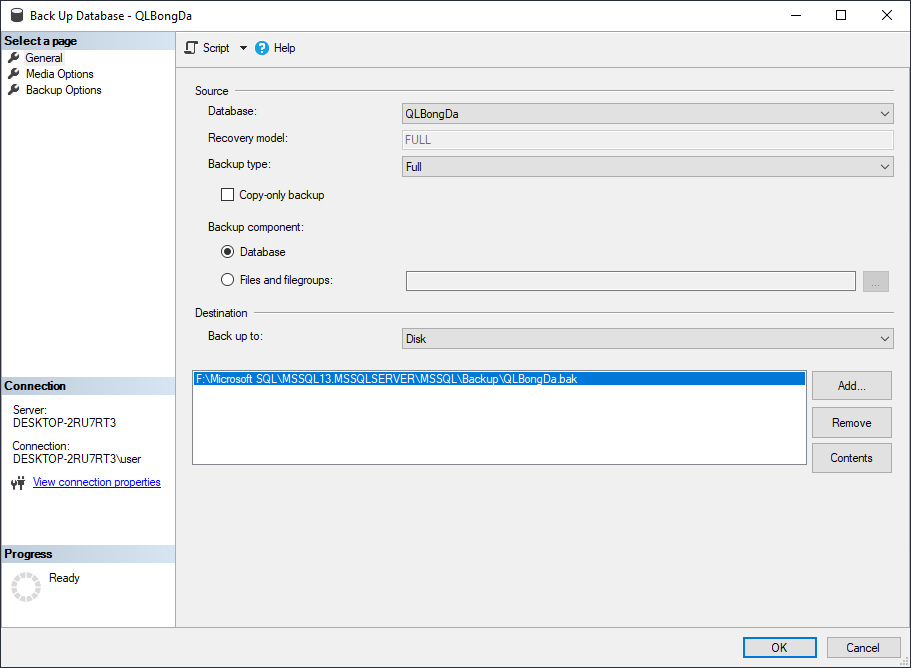 Back Up Database - QLBongDa
Select a page
General
Media Options
Backup Options
Script
Help
Source
Database:
QLBongDa
Recovery model:
FULL
Backup type:
Full
Copy-only backup
Backup component:
Database
Files and filegroups:
...
Destination
Back up to:
Disk
F:\Microsoft SQL\MSSQL13.MSSQLSERVER\MSSQL\Backup\QLBongDa.bak
Add...
Remove
Contents
Connection
Server:
DESKTOP-2RU7RT3
Connection:
DESKTOP-2RU7RT3\user
View connection properties
Progress
Ready
OK
Cancel